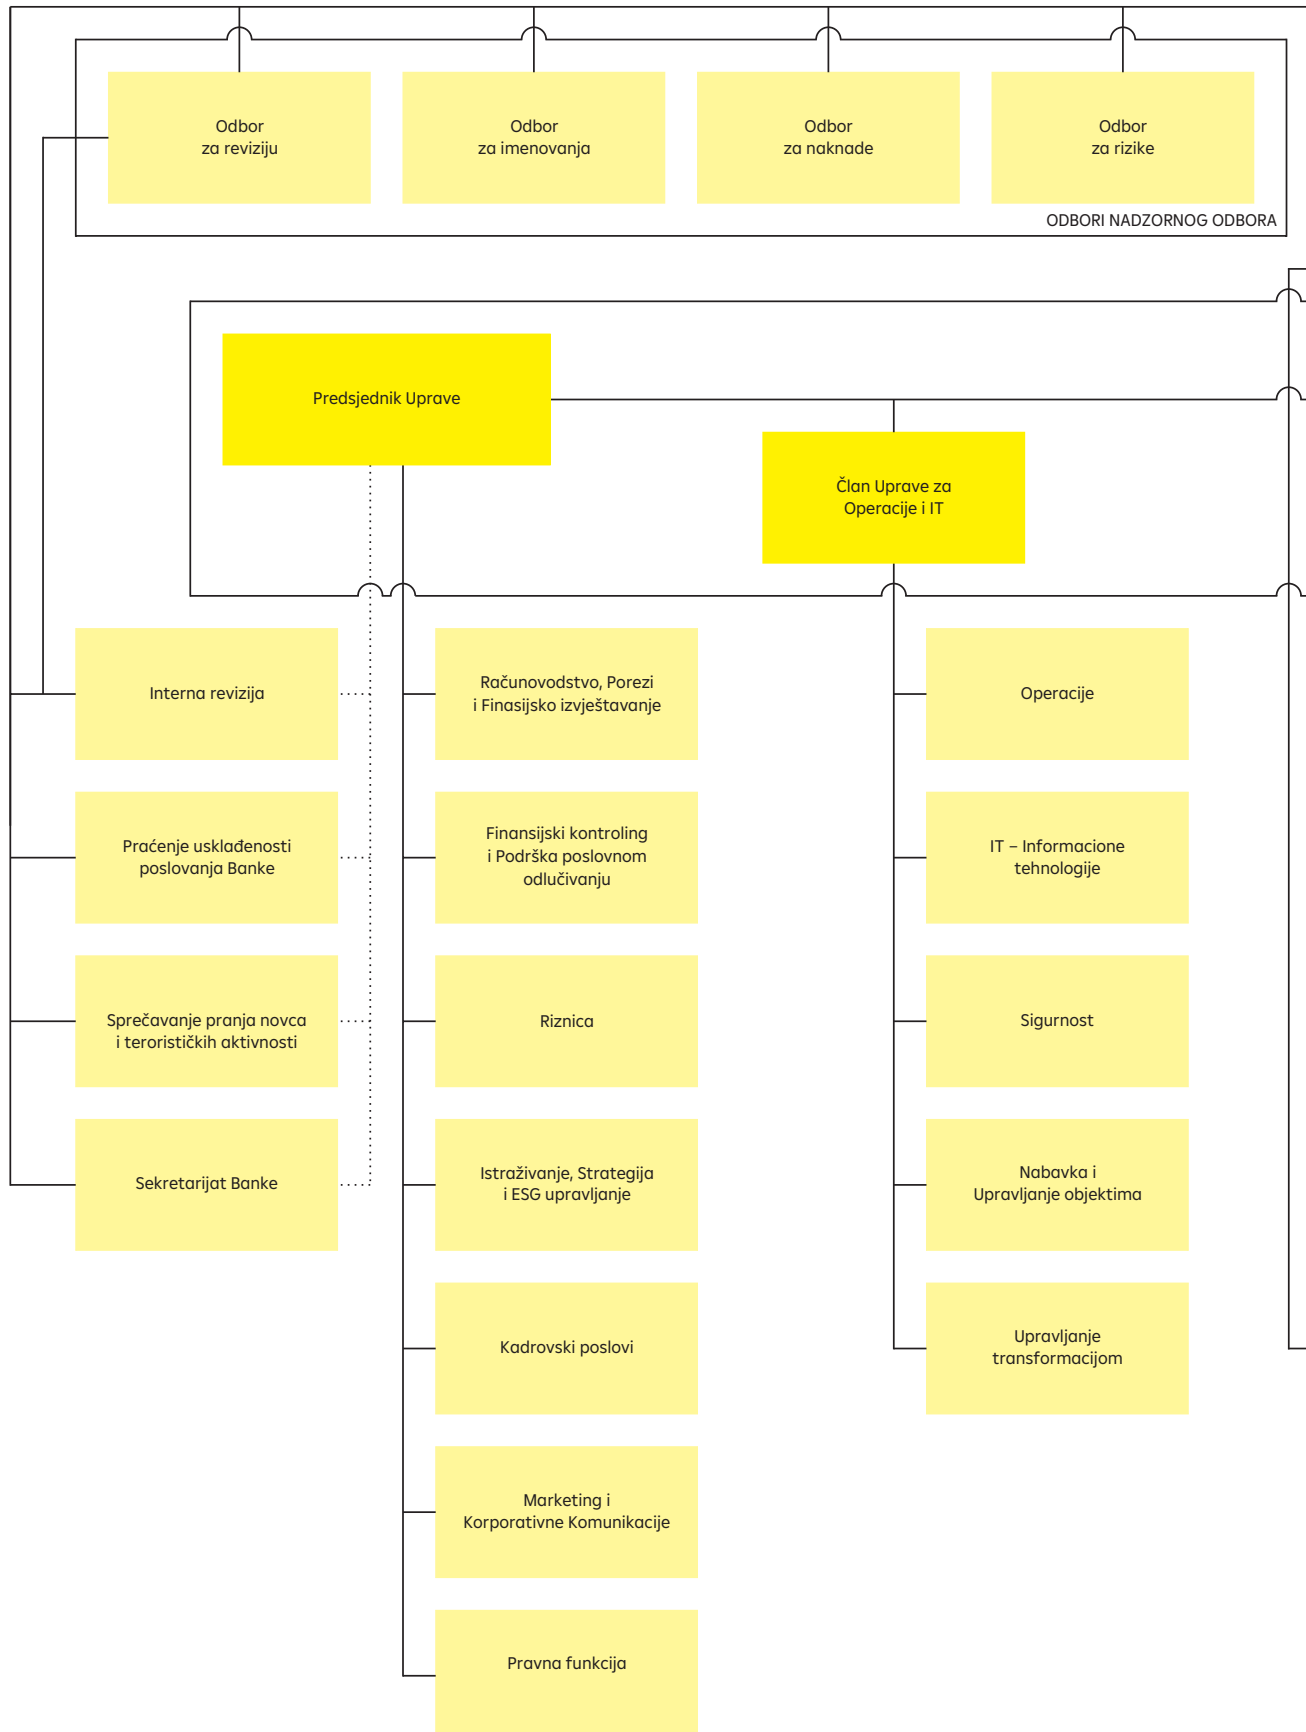 Odbor
za reviziju
Odbor
za imenovanja
Odbor
za naknade
Odbor
za rizike
ODBORI NADZORNOG ODBORA
Predsjednik Uprave
Član Uprave za
Operacije i IT
Interna revizija
Praćenje usklađenosti
poslovanja Banke
Sprečavanje pranja novca
i terorističkih aktivnosti
Sekretarijat Banke
Računovodstvo, Porezi
i Finasijsko izvještavanje
Finansijski kontroling
i Podrška poslovnom
odlučivanju
Riznica
Istraživanje, Strategija
i ESG upravljanje
Kadrovski poslovi
Marketing i
Korporativne Komunikacije
Pravna funkcija
Operacije
IT – Informacione
tehnologije
Sigurnost
Nabavka i
Upravljanje objektima
Upravljanje
transformacijom